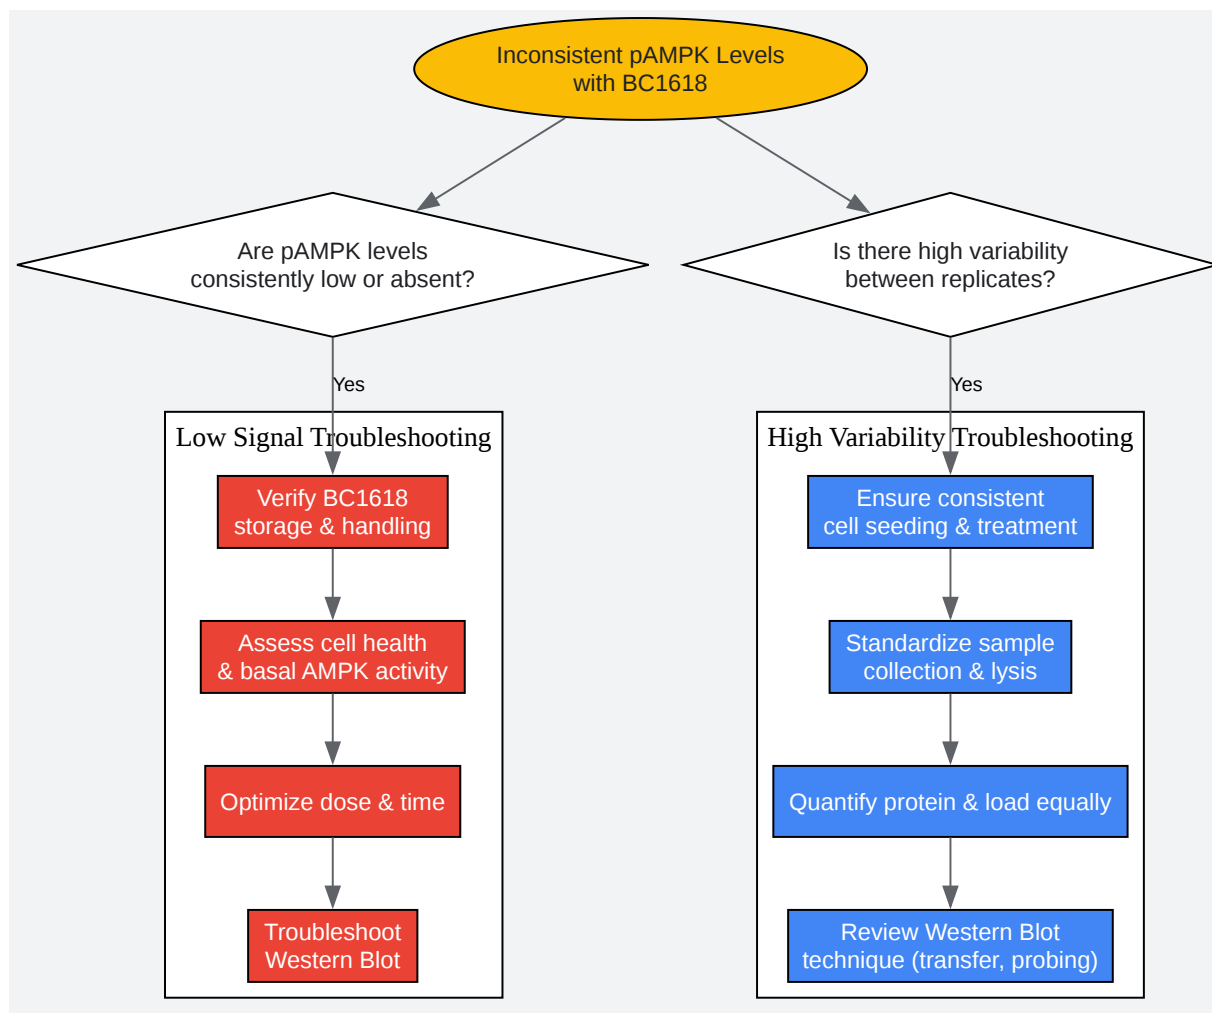 Inconsistent pAMPK Levels
with BC1618
Are pAMPK levels
consistently low or absent?
Is there high variability
between replicates?
Yes
Yes
Low Signal Troubleshooting
Verify BC1618
storage & handling
Assess cell health
& basal AMPK activity
Optimize dose & time
Troubleshoot
Western Blot
High Variability Troubleshooting
Ensure consistent
cell seeding & treatment
Standardize sample
collection & lysis
Quantify protein & load equally
Review Western Blot
technique (transfer, probing)